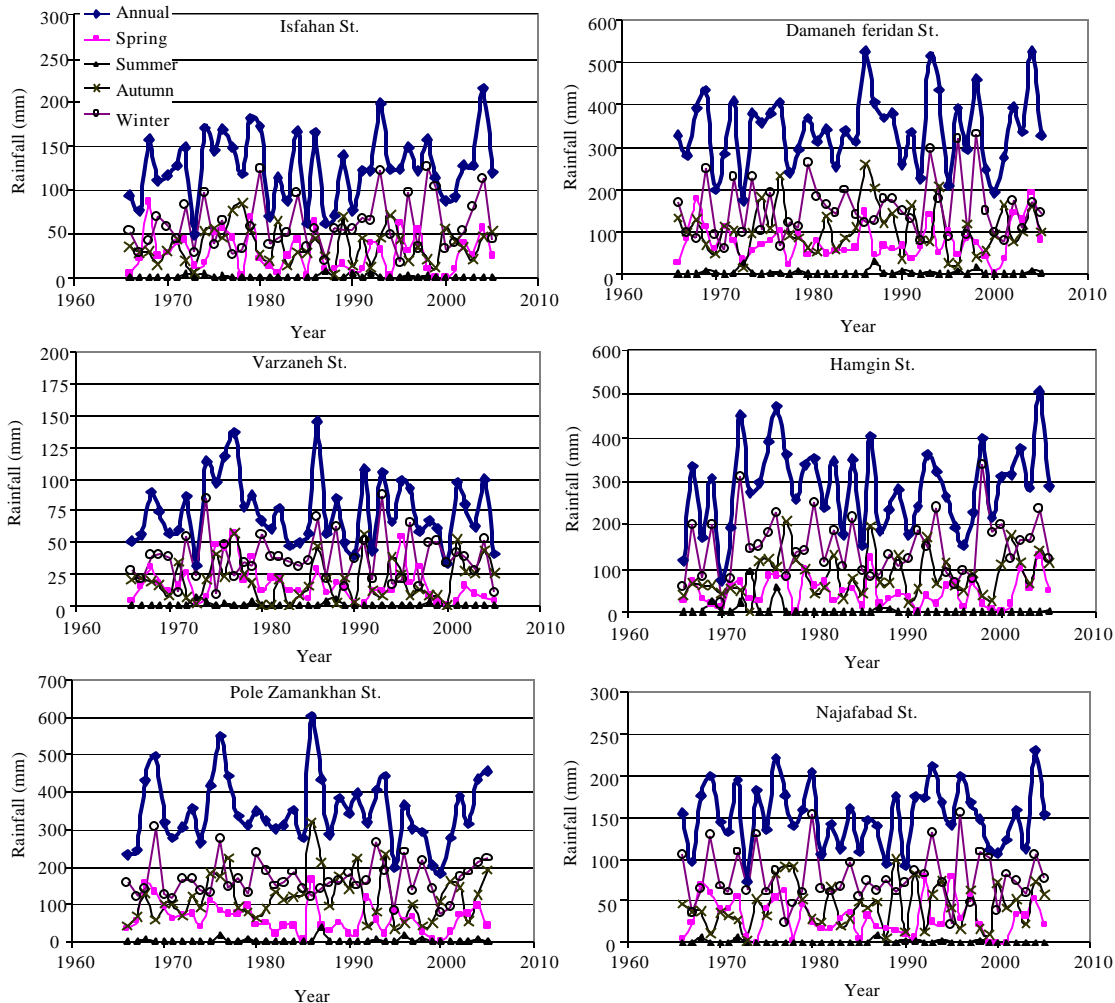 Isfahan St.
Annual
Spring
Summer
Autumn
Winter
300
250
200
150
100
50
0
Rainfall (mm)
1960 1970 1980 1990 2000 2010
Year
Damaneh feridan St.
600
500
400
300
200
100
0
Rainfall (mm)
1960 1970 1980 1990 2000 2010
Year
Varzaneh St.
200
175
150
125
100
75
50
25
0
Rainfall (mm)
1960 1970 1980 1990 2000 2010
Year
Hamgin St.
600
500
400
300
200
100
0
Rainfall (mm)
1960 1970 1980 1990 2000 2010
Year
Pole Zamankhan St.
700
600
500
400
300
200
100
0
Rainfall (mm)
1960 1970 1980 1990 2000 2010
Year
Najafabad St.
300
250
200
150
100
50
0
Rainfall (mm)
1960 1970 1980 1990 2000 2010
Year